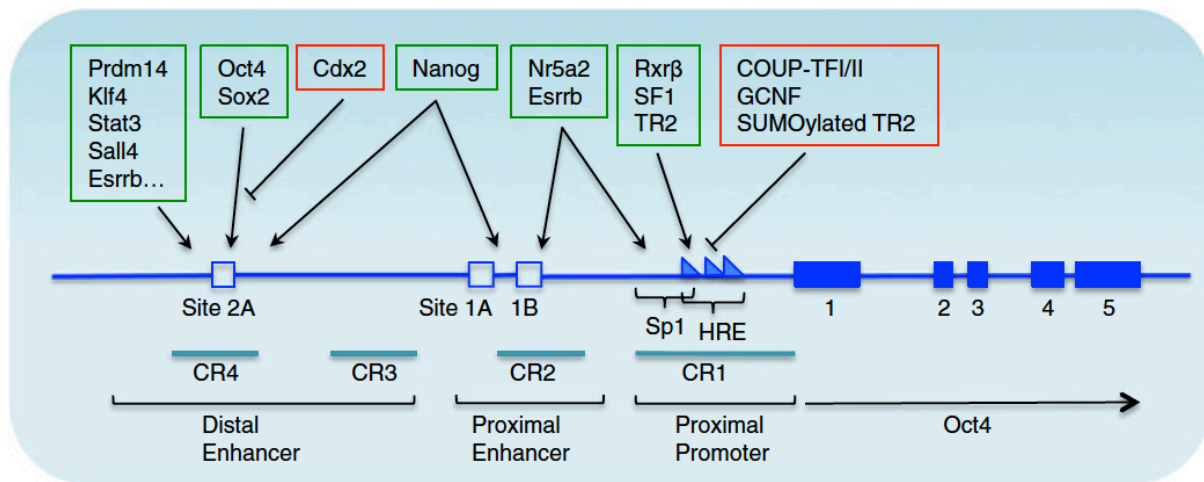 Prdm14
Klf4
Stat3
Sall4
Esrrb...
Oct4
Sox2
Cdx2
Nanog
Nr5a2
Esrrb
Rxrβ
SF1
TR2
COUP-TFI/II
GCNF
SUMOylated TR2
Site 2A
Site 1A
1B
Sp1
HRE
1
2
3
4
5
CR4
CR3
CR2
CR1
Distal
Enhancer
Proximal
Enhancer
Proximal
Promoter
Oct4